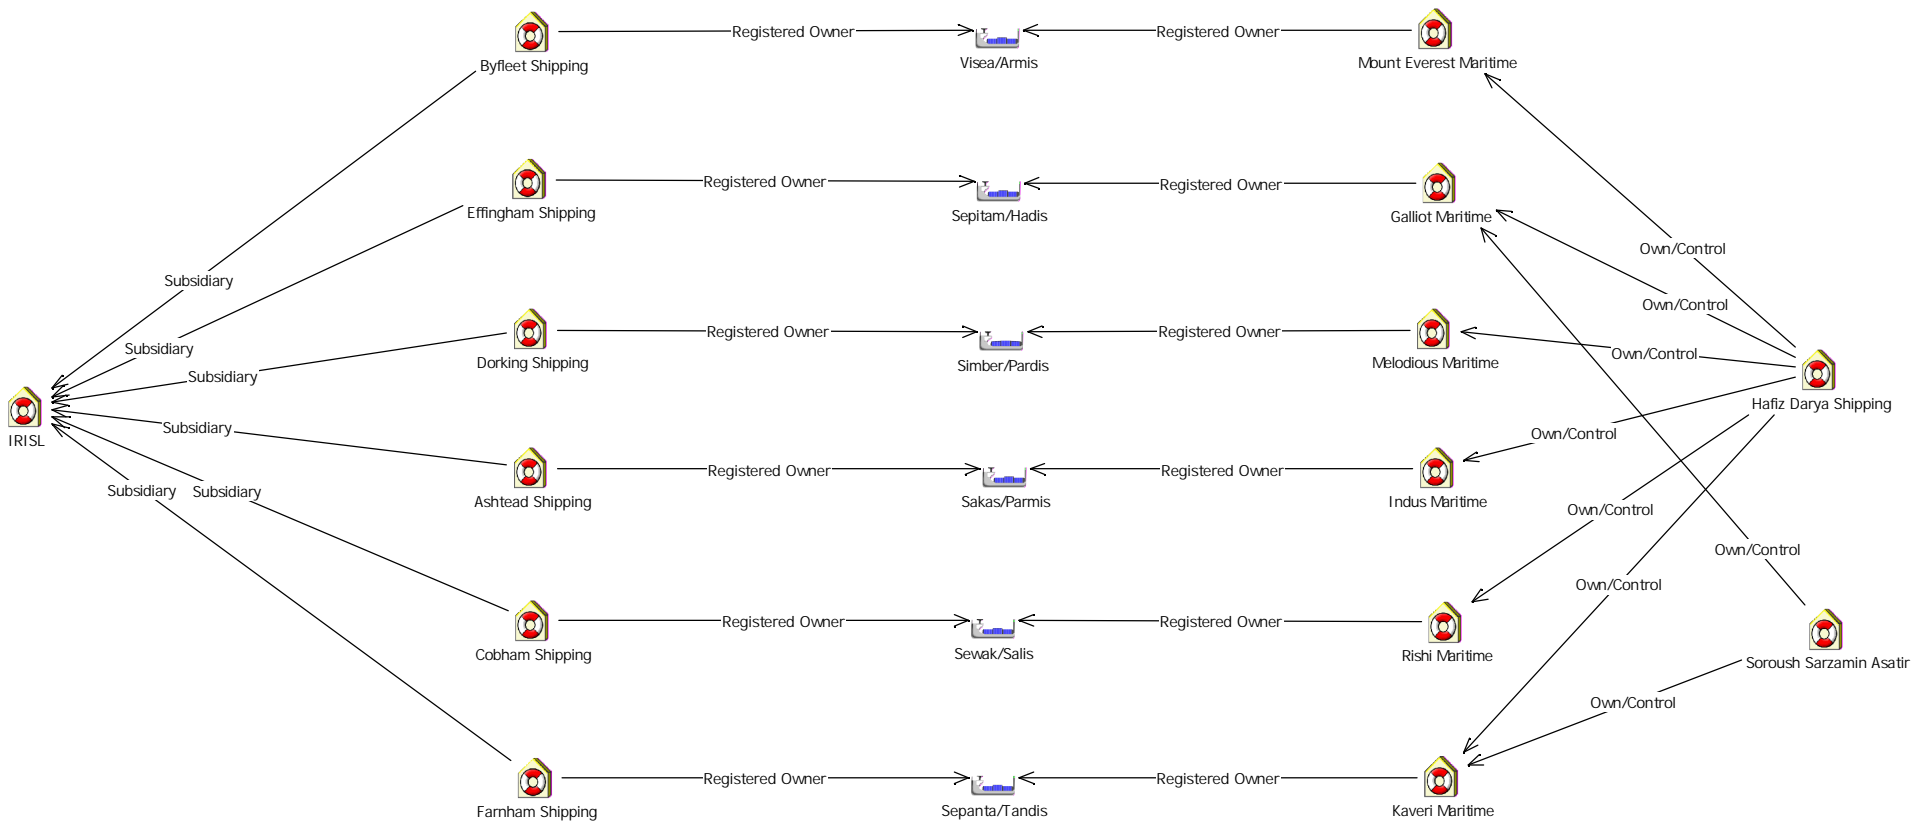 Registered Owner
Registered Owner
Byfleet Shipping
Visea/Armis
Mount Everest Maritime
Registered Owner
Registered Owner
Effingham Shipping
Sepitam/Hadis
Galliot Maritime
Own/Control
Subsidiary
Own/Control
Registered Owner
Registered Owner
Subsidiary
Own/Control
Dorking Shipping
Simber/Pardis
Melodious Maritime
Subsidiary
Hafiz Darya Shipping
Subsidiary
Own/Control
IRISL
Registered Owner
Registered Owner
Subsidiary
Subsidiary
Ashtead Shipping
Sakas/Parmis
Indus Maritime
Own/Control
Own/Control
Own/Control
Registered Owner
Registered Owner
Cobham Shipping
Sewak/Salis
Rishi Maritime
Soroush Sarzamin Asatir
Own/Control
Registered Owner
Registered Owner
Farnham Shipping
Sepanta/Tandis
Kaveri Maritime